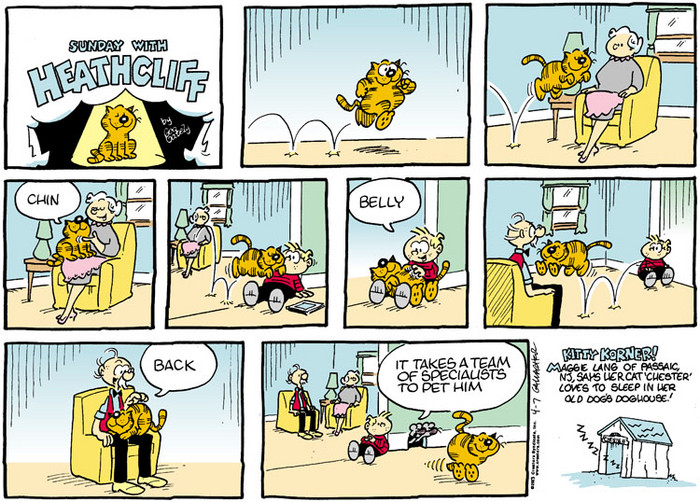 SUNDAY WITH
HEATHCLIFF
by
CHIN
BELLY
BACK
IT TAKES A TEAM
OF SPECIALISTS
TO PET HIM
4-7 GALLAGHER
KITTY KORNER!
MAGGIE LANG OF PASSAIC,
NJ, SAYS HER CAT 'CHESTER'
LOVES TO SLEEP IN HER
OLD DOG'S DOGHOUSE!
Z Z Z Z